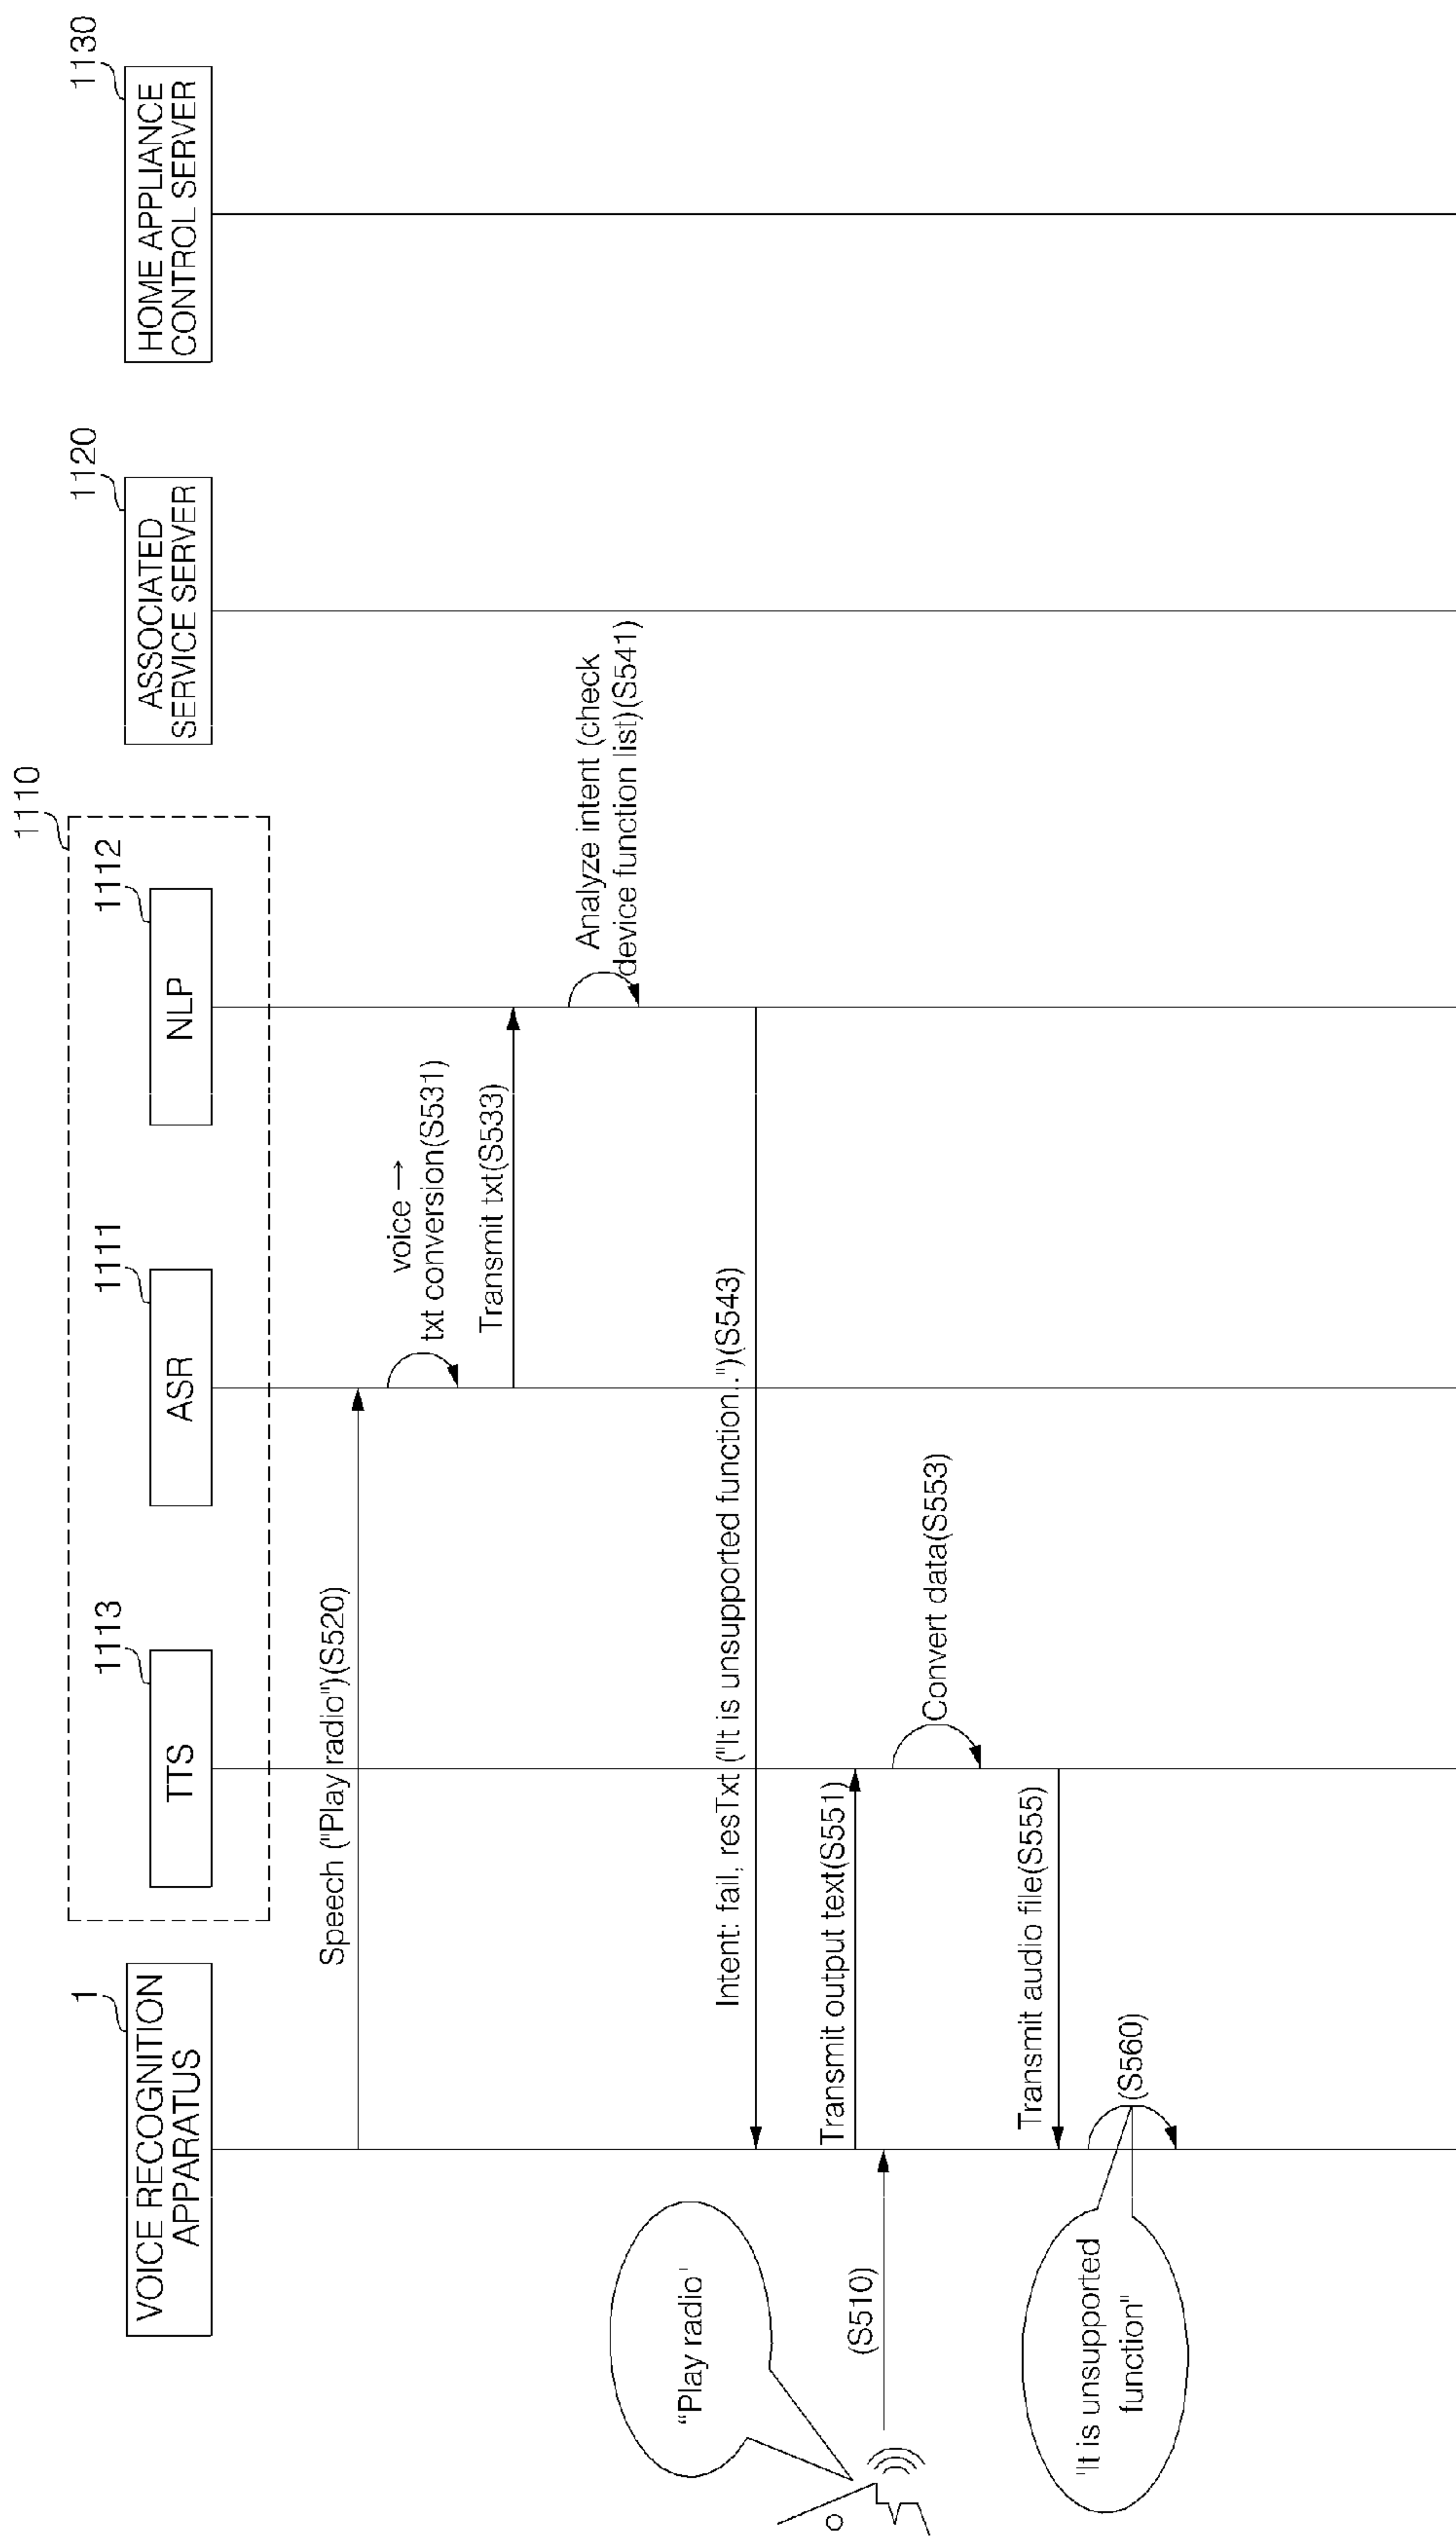 1110
1
1113
1111
1112
1120
1130
VOICE RECOGNITION
APPARATUS
TTS
ASR
NLP
ASSOCIATED
SERVICE SERVER
HOME APPLIANCE
CONTROL SERVER
Speech ("Play radio")(S520)
voice →
txt conversion(S531)
Transmit txt(S533)
Analyze intent (check
device function list)(S541)
"Play radio'
Intent: fail, resTxt ("It is unsupported function..")(S543)
Transmit output text(S551)
(S510)
Convert data(S553)
Transmit audio file(S555)
"It is unsupported
function"
(S560)